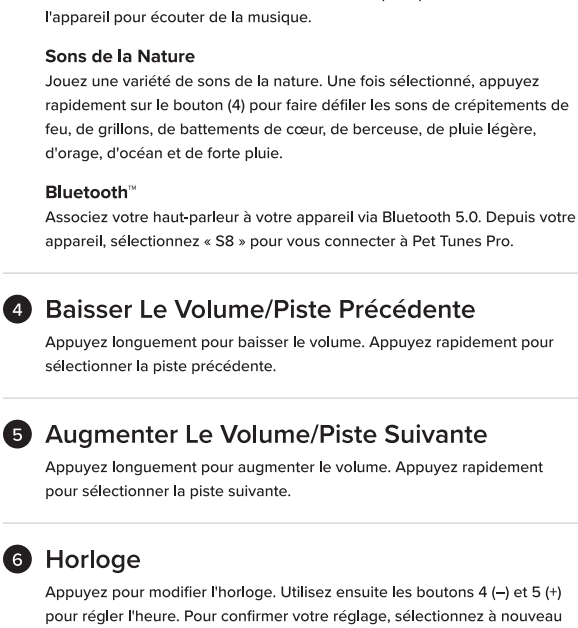 l'appareil pour écouter de la musique.
Sons de la Nature
Jouez une variété de sons de la nature. Une fois sélectionné, appuyez
rapidement sur le bouton (4) pour faire défiler les sons de crépitements de
feu, de grillons, de battements de cœur, de berceuse, de pluie légère,
d'orage, d'océan et de forte pluie.
Bluetooth™
Associez votre haut-parleur à votre appareil via Bluetooth 5.0. Depuis votre
appareil, sélectionnez « S8 » pour vous connecter à Pet Tunes Pro.
4 Baisser Le Volume/Piste Précédente
Appuyez longuement pour baisser le volume. Appuyez rapidement pour
sélectionner la piste précédente.
5 Augmenter Le Volume/Piste Suivante
Appuyez longuement pour augmenter le volume. Appuyez rapidement
pour sélectionner la piste suivante.
6 Horloge
Appuyez pour modifier l'horloge. Utilisez ensuite les boutons 4 (–) et 5 (+)
pour régler l'heure. Pour confirmer votre réglage, sélectionnez à nouveau